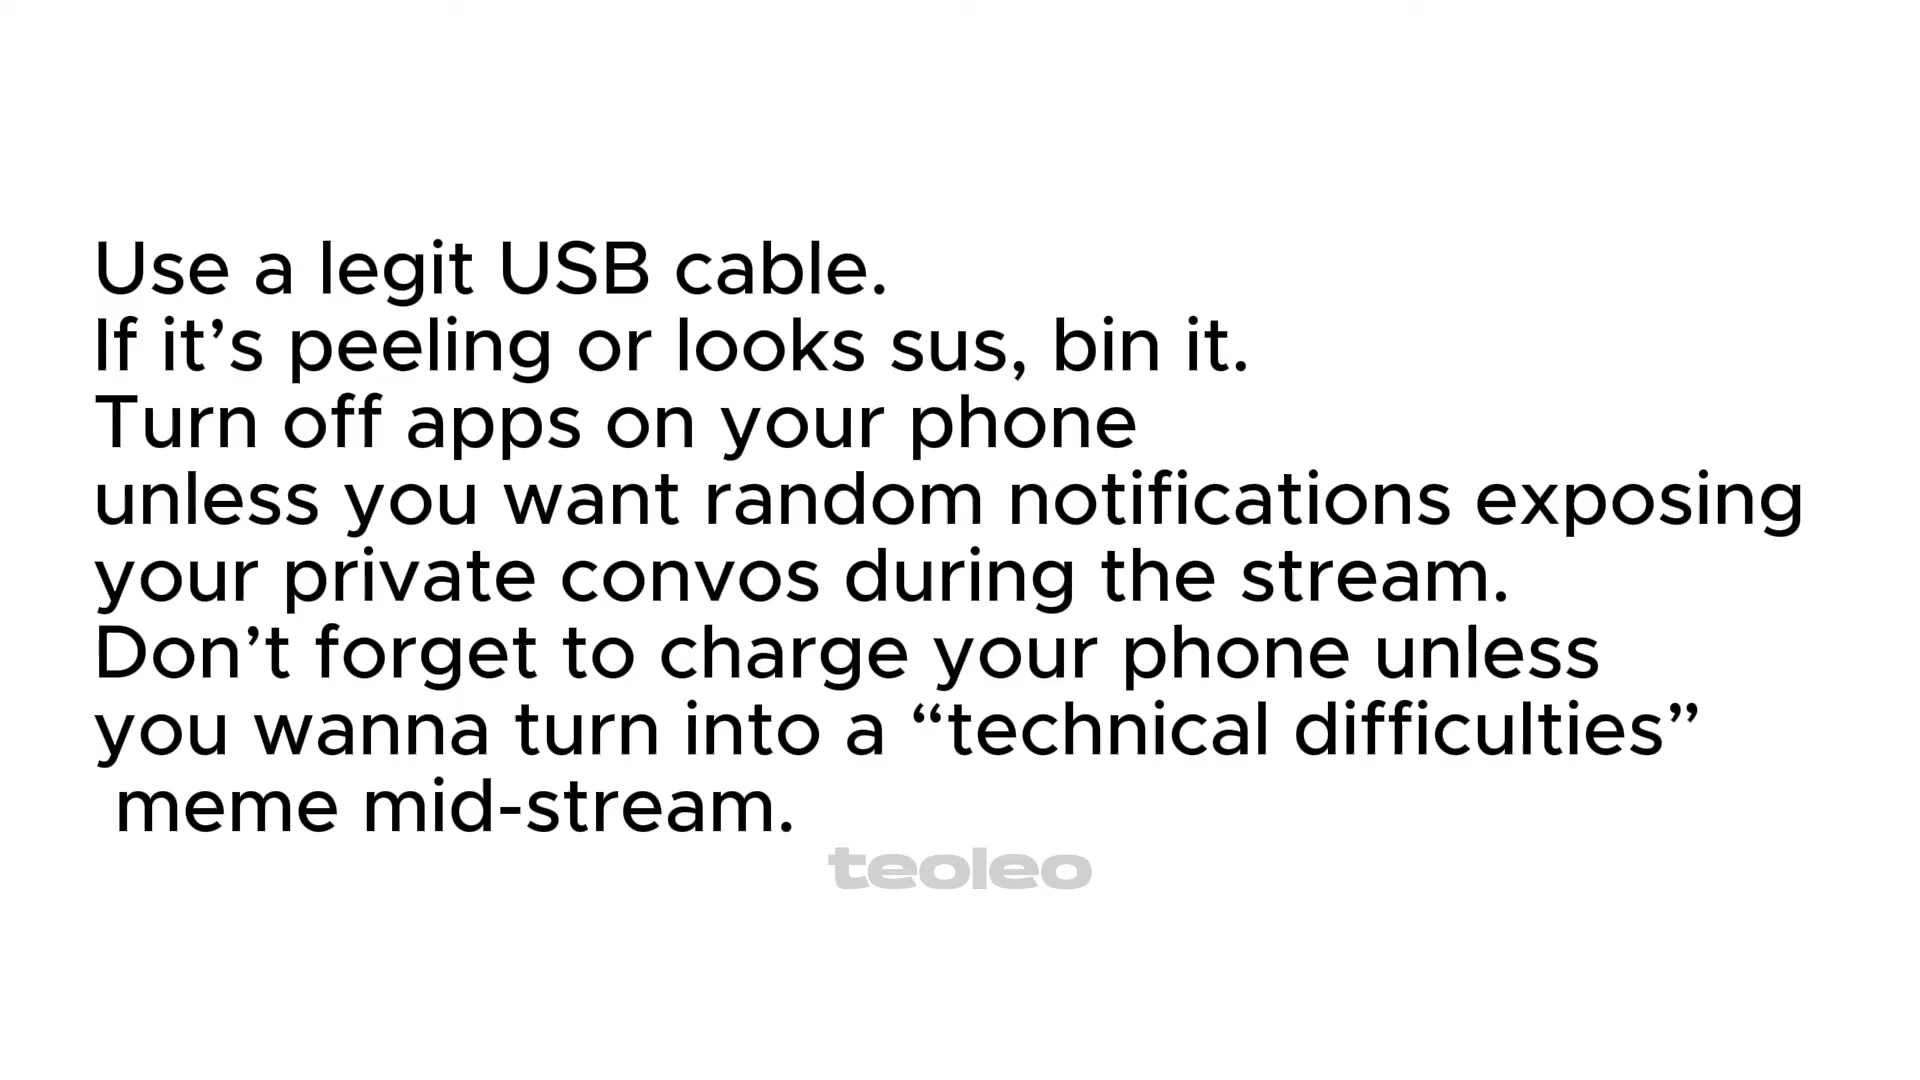 Use a legit USB cable.
If it’s peeling or looks sus, bin it.
Turn off apps on your phone
unless you want random notifications exposing
your private convos during the stream.
Don’t forget to charge your phone unless
you wanna turn into a “technical difficulties”
meme mid-stream.
teoleo